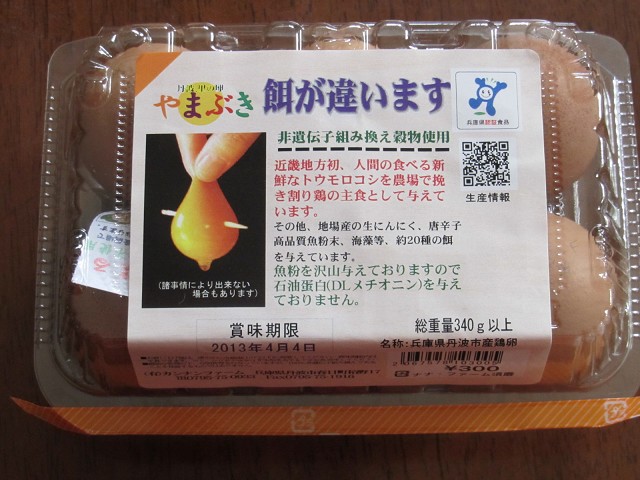 やまぶき
餌が違います
兵庫県認証食品
非遺伝子組み換え穀物使用
近畿地方初、人間の食べる新
鮮なトウモロコシを農場で挽
き割り鶏の主食として与えて
います。
生産情報
その他、地場産の生にんにく、唐辛子
高品質魚粉末、海藻等、約20種の餌
を与えています。
魚粉を沢山与えておりますので
石油蛋白(DLメチオニン)を与え
ておりません。
(諸事情により出来ない
場合もあります)
賞味期限
2013年4月4日
総重量340g以上
名称:兵庫県丹波市産鶏卵
¥300